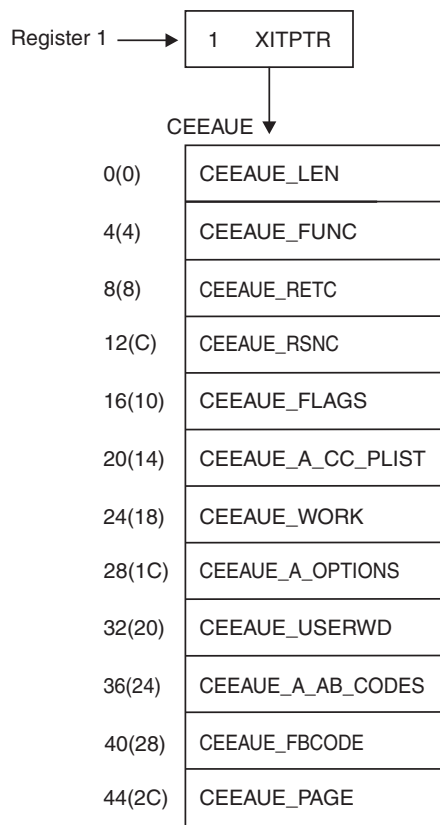 Register 1 1 XITPTR
CEEAUE
0(0) CEEAUE_LEN
4(4) CEEAUE_FUNC
8(8) CEEAUE_RETC
12(C) CEEAUE_RSNC
16(10) CEEAUE_FLAGS
20(14) CEEAUE_A_CC_PLIST
24(18) CEEAUE_WORK
28(1C) CEEAUE_A_OPTIONS
32(20) CEEAUE_USERWD
36(24) CEEAUE_A_AB_CODES
40(28) CEEAUE_FBCODE
44(2C) CEEAUE_PAGE